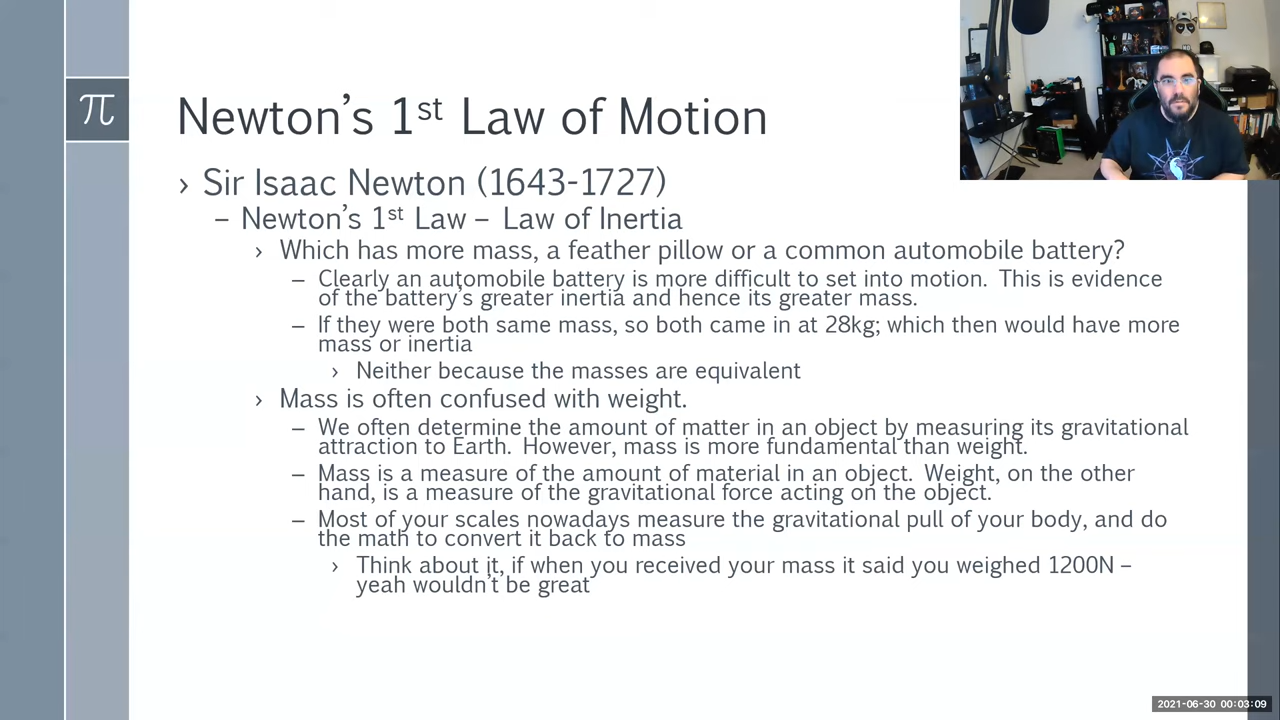 π
Newton's 1st Law of Motion
› Sir Isaac Newton (1643-1727)
– Newton's 1st Law – Law of Inertia
› Which has more mass, a feather pillow or a common automobile battery?
– Clearly an automobile battery is more difficult to set into motion. This is evidence
of the battery's greater inertia and hence its greater mass.
– If they were both same mass, so both came in at 28kg; which then would have more
mass or inertia
› Neither because the masses are equivalent
› Mass is often confused with weight.
– We often determine the amount of matter in an object by measuring its gravitational
attraction to Earth. However, mass is more fundamental than weight.
– Mass is a measure of the amount of material in an object. Weight, on the other
hand, is a measure of the gravitational force acting on the object.
– Most of your scales nowadays measure the gravitational pull of your body, and do
the math to convert it back to mass
› Think about it, if when you received your mass it said you weighed 1200N –
yeah wouldn't be great
2021-06-30 00:03:09